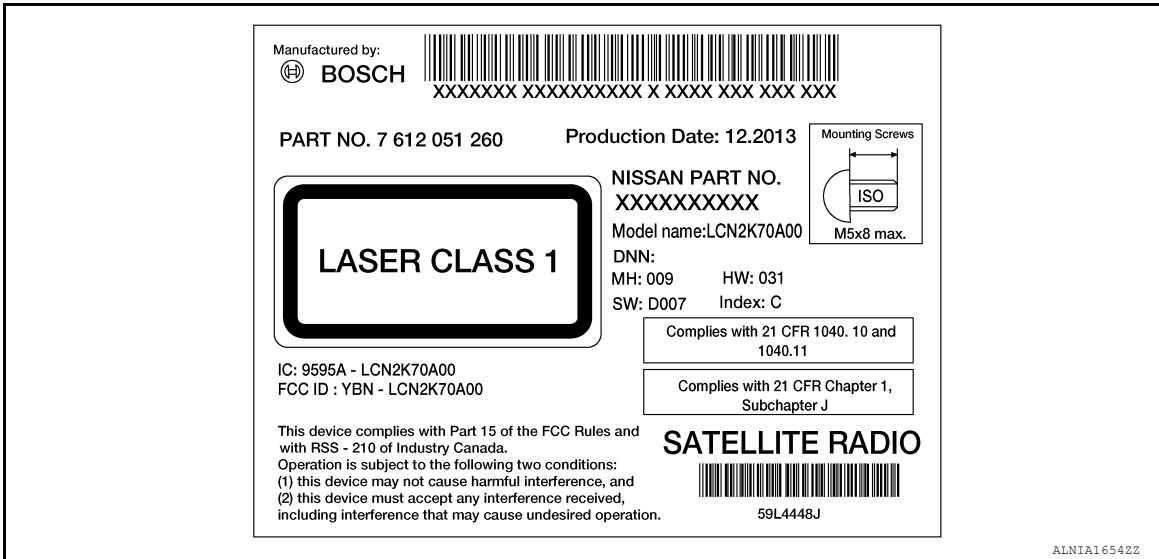 Manufactured by:
BOSCH
XXXXXXX XXXXXXXXXX X XXXX XXX XXX XXX
PART NO. 7 612 051 260
Production Date: 12.2013
Mounting Screws
ISO
M5x8 max.
NISSAN PART NO.
XXXXXXXXXX
Model name:LCN2K70A00
DNN:
MH: 009 HW: 031
SW: D007 Index: C
LASER CLASS 1
Complies with 21 CFR 1040. 10 and
1040.11
Complies with 21 CFR Chapter 1,
Subchapter J
IC: 9595A - LCN2K70A00
FCC ID : YBN - LCN2K70A00
This device complies with Part 15 of the FCC Rules and
with RSS - 210 of Industry Canada.
Operation is subject to the following two conditions:
(1) this device may not cause harmful interference, and
(2) this device must accept any interference received,
including interference that may cause undesired operation.
SATELLITE RADIO
59L4448J
ALNIA1654ZZ